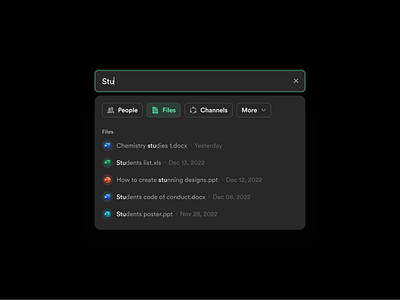 Stu
People Files Channels More
Files
Chemistry studies 1.docx · Yesterday
Students list.xls · Dec 13, 2022
How to create stunning designs.ppt · Dec 12, 2022
Students code of conduct.docx · Dec 08, 2022
Students poster.ppt · Nov 28, 2022